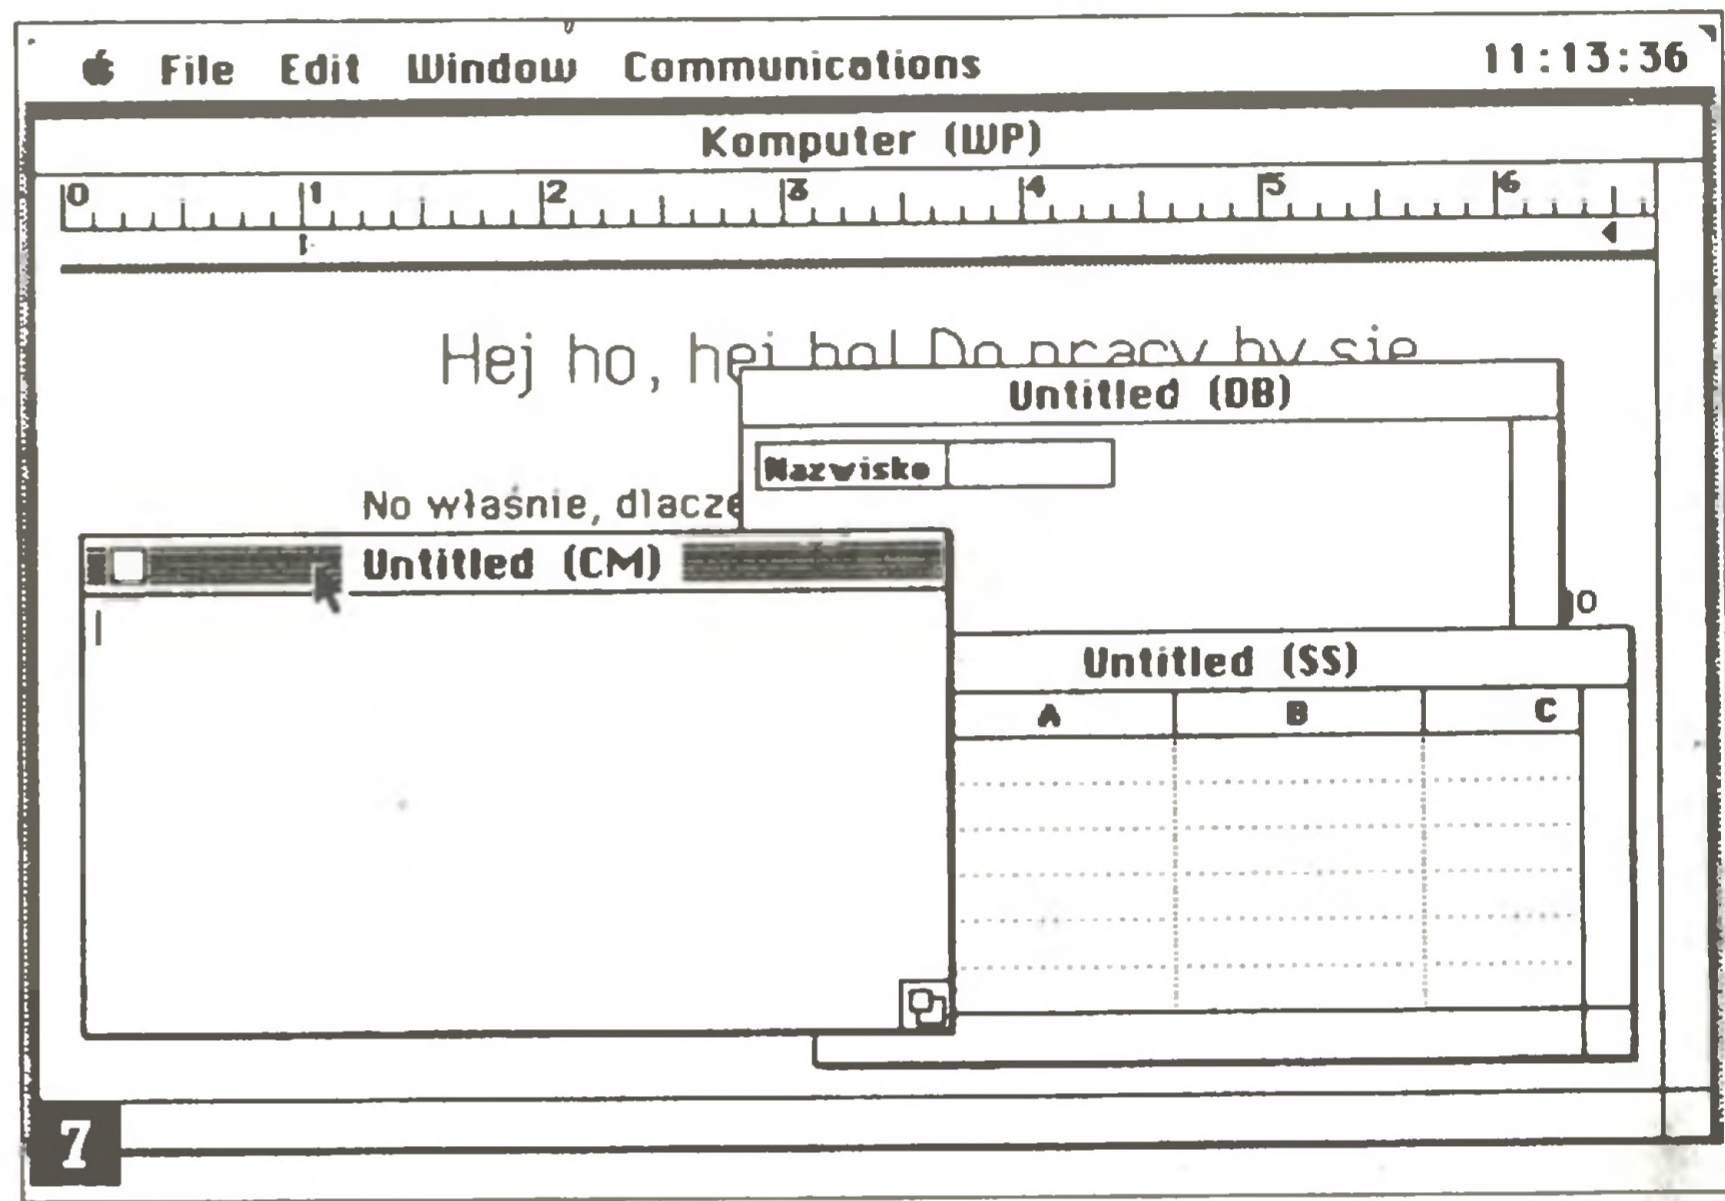 File Edit Window Communications 11:13:36
Komputer (WP)
0 1 2 3 4 5 6
Hej ho, hej ho! Do pracy by się
Untitled (DB)
Nazwisko
No właśnie, dlacze
Untitled (CM)
o
Untitled (SS)
A B C
7